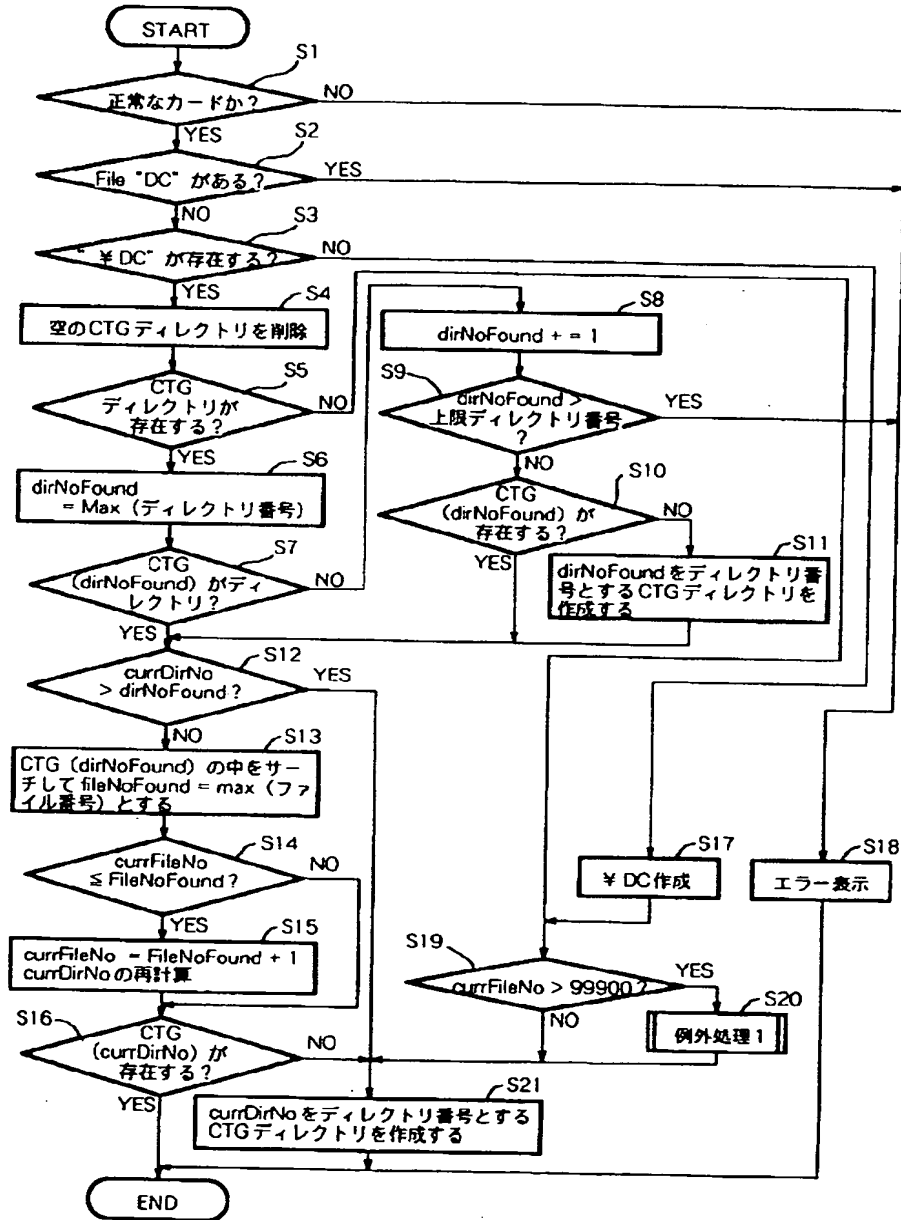 START
S1
正常なカードか?
NO
YES
S2
File "DC" がある?
YES
NO
S3
"¥DC" が存在する?
NO
YES
S4
空のCTGディレクトリを削除
S5
CTG
ディレクトリが
存在する?
NO
YES
S6
dirNoFound
= Max (ディレクトリ番号)
S7
CTG
(dirNoFound) がディ
レクトリ?
NO
YES
S8
dirNoFound + = 1
S9
dirNoFound >
上限ディレクトリ番号
?
YES
NO
S10
CTG
(dirNoFound) が
存在する?
NO
YES
S11
dirNoFoundをディレクトリ番
号とするCTGディレクトリを
作成する
S12
currDirNo
> dirNoFound?
YES
NO
S13
CTG (dirNoFound) の中をサー
チして fileNoFound = max (ファ
イル番号) とする
S14
currFileNo
≦ FileNoFound?
NO
YES
S15
currFileNo = FileNoFound + 1
currDirNoの再計算
S16
CTG
(currDirNo) が
存在する?
NO
YES
S17
¥DC作成
S18
エラー表示
S19
currFileNo > 99900?
YES
NO
S20
例外処理1
S21
currDirNoをディレクトリ番号とする
CTGディレクトリを作成する
END